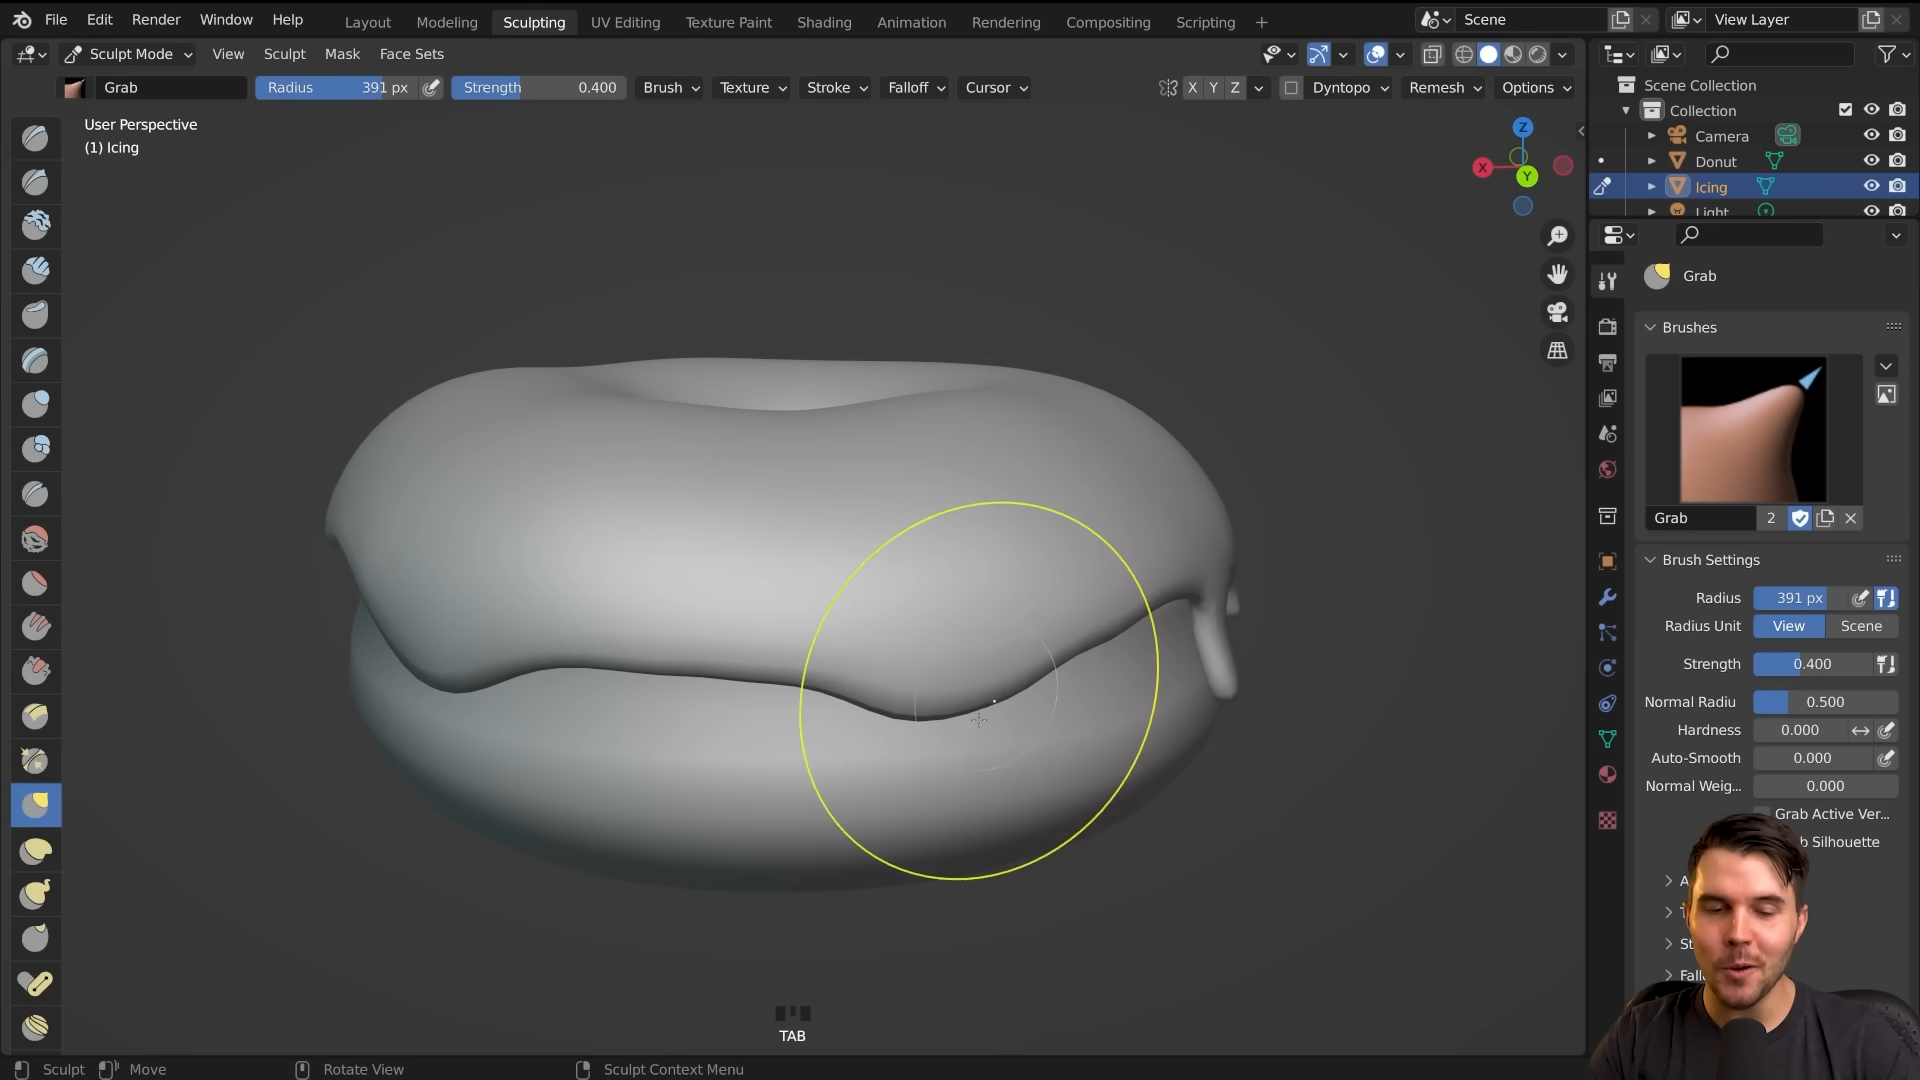 File Edit Render Window Help Layout Modeling Sculpting UV Editing Texture Paint Shading Animation Rendering Compositing Scripting + Scene View Layer
Sculpt Mode View Sculpt Mask Face Sets
Grab Radius 391 px Strength 0.400 Brush Texture Stroke Falloff Cursor X Y Z Dyntopo Remesh Options
User Perspective
(1) Icing
Z
X
Y
Scene Collection
Collection
Camera
Donut
Icing
Light
Grab
Brushes
Grab 2
Brush Settings
Radius 391 px
Radius Unit View Scene
Strength 0.400
Normal Radiu 0.500
Hardness 0.000
Auto-Smooth 0.000
Normal Weig... 0.000
Grab Active Ver...
b Silhouette
A
St
Fall
TAB
Sculpt Move Rotate View Sculpt Context Menu